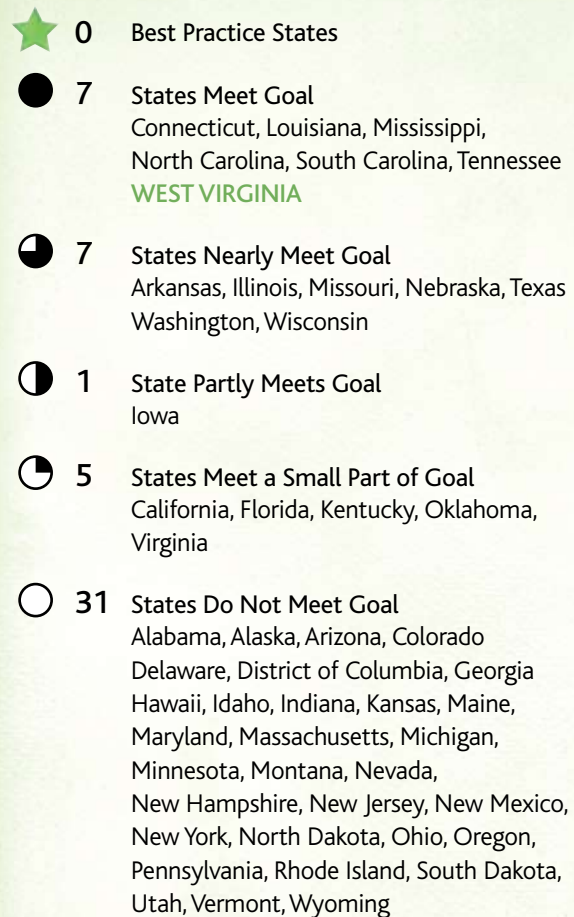 0 Best Practice States
7 States Meet Goal
Connecticut, Louisiana, Mississippi,
North Carolina, South Carolina, Tennessee
WEST VIRGINIA
7 States Nearly Meet Goal
Arkansas, Illinois, Missouri, Nebraska, Texas
Washington, Wisconsin
1 State Partly Meets Goal
Iowa
5 States Meet a Small Part of Goal
California, Florida, Kentucky, Oklahoma,
Virginia
31 States Do Not Meet Goal
Alabama, Alaska, Arizona, Colorado
Delaware, District of Columbia, Georgia
Hawaii, Idaho, Indiana, Kansas, Maine,
Maryland, Massachusetts, Michigan,
Minnesota, Montana, Nevada,
New Hampshire, New Jersey, New Mexico,
New York, North Dakota, Ohio, Oregon,
Pennsylvania, Rhode Island, South Dakota,
Utah, Vermont, Wyoming